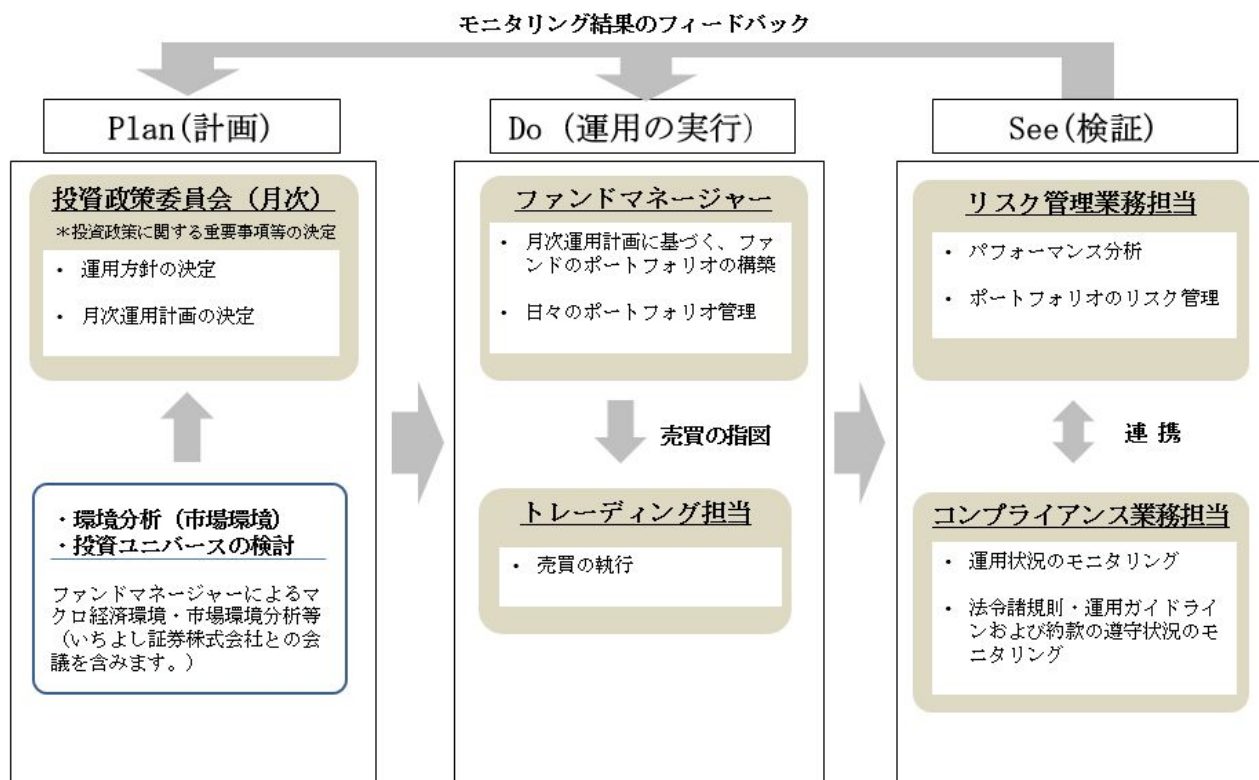 モニタリング結果のフィードバック
Plan(計画)
投資政策委員会（月次）
＊投資政策に関する重要事項等の決定
・ 運用方針の決定
・ 月次運用計画の決定
・環境分析（市場環境）
・投資ユニバースの検討
ファンドマネージャーによるマ
クロ経済環境・市場環境分析等
（いちよし証券株式会社との会
議を含みます。）
Do (運用の実行)
ファンドマネージャー
・ 月次運用計画に基づく、ファ
ンドのポートフォリオの構築
・ 日々のポートフォリオ管理
売買の指図
トレーディング担当
・ 売買の執行
See(検証)
リスク管理業務担当
・ パフォーマンス分析
・ ポートフォリオのリスク管理
連 携
コンプライアンス業務担当
・ 運用状況のモニタリング
・ 法令諸規則・運用ガイドライ
ンおよび約款の遵守状況のモ
ニタリング